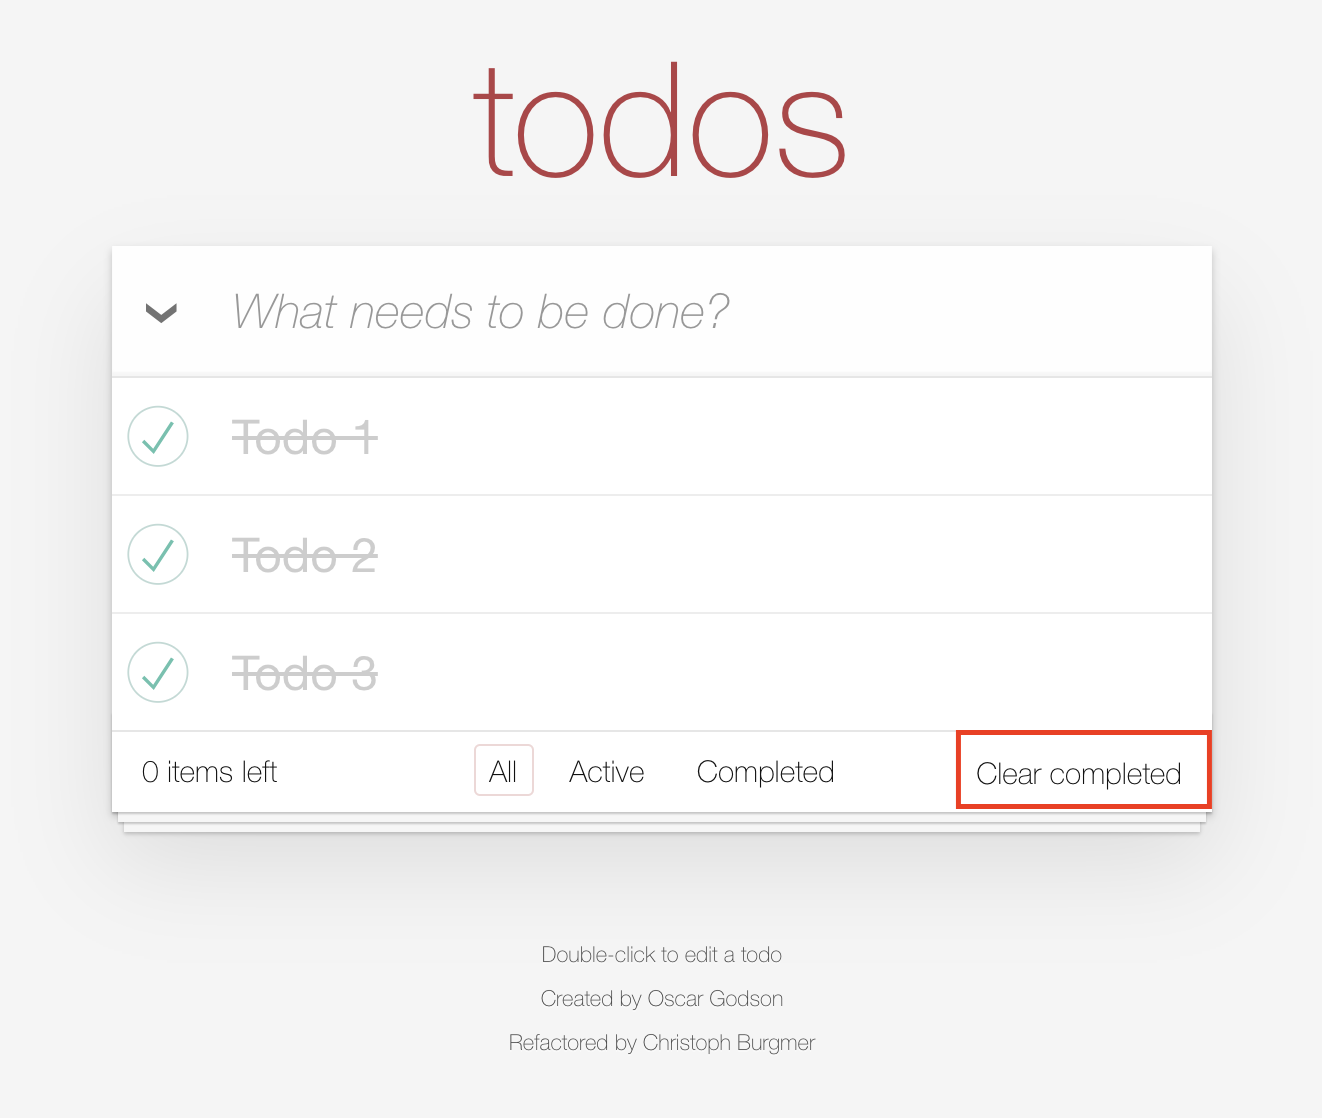 todos
What needs to be done?
Todo 1
Todo 2
Todo 3
0 items left All Active Completed Clear completed
Double-click to edit a todo
Created by Oscar Godson
Refactored by Christoph Burgmer